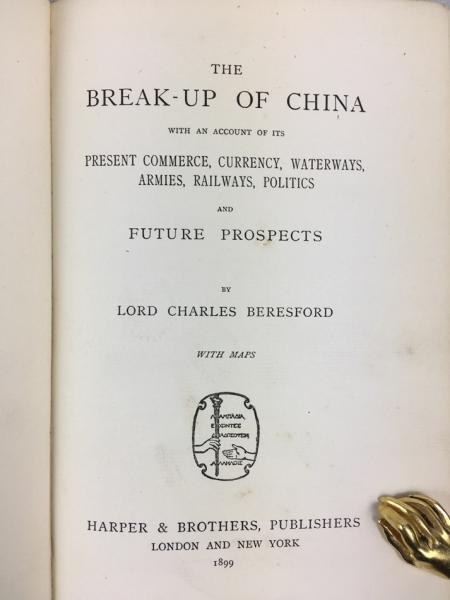 THE
BREAK-UP OF CHINA
WITH AN ACCOUNT OF ITS
PRESENT COMMERCE, CURRENCY, WATERWAYS,
ARMIES, RAILWAYS, POLITICS
AND
FUTURE PROSPECTS
BY
LORD CHARLES BERESFORD
WITH MAPS
HARPER & BROTHERS, PUBLISHERS
LONDON AND NEW YORK
1899